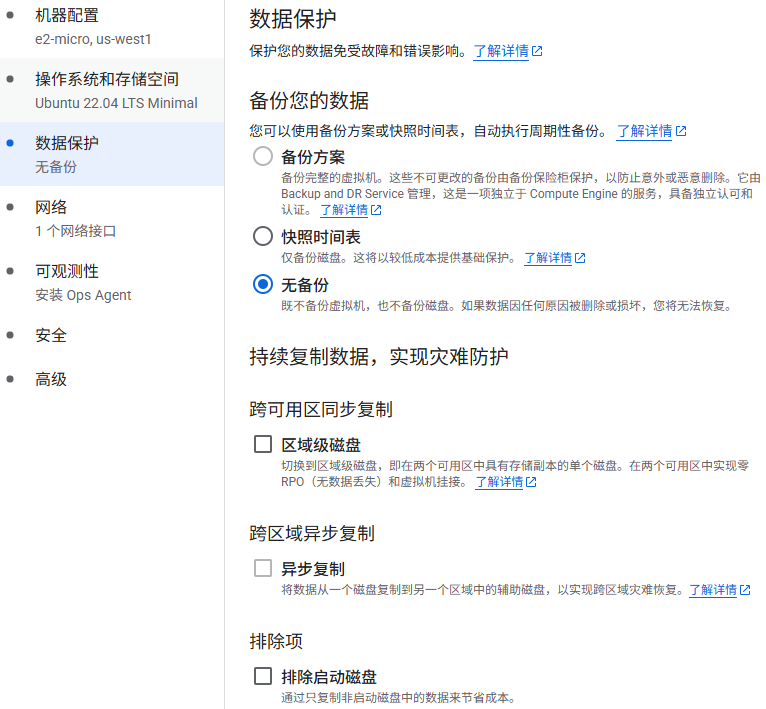 机器配置
e2-micro, us-west1
操作系统和存储空间
Ubuntu 22.04 LTS Minimal
数据保护
无备份
网络
1 个网络接口
可观测性
安装 Ops Agent
安全
高级
数据保护
保护您的数据免受故障和错误影响。了解详情
备份您的数据
您可以使用备份方案或快照时间表，自动执行周期性备份。 了解详情
备份方案
备份完整的虚拟机。这些不可更改的备份由备份保险柜保护，以防止意外或恶意删除。它由
Backup and DR Service 管理，这是一项独立于 Compute Engine 的服务，具备独立认可和
认证。 了解详情
快照时间表
仅备份磁盘。这将以较低成本提供基础保护。 了解详情
无备份
既不备份虚拟机，也不备份磁盘。如果数据因任何原因被删除或损坏，您将无法恢复。
持续复制数据，实现灾难防护
跨可用区同步复制
区域级磁盘
切换到区域级磁盘，即在两个可用区中具有存储副本的单个磁盘。在两个可用区中实现零
RPO（无数据丢失）和虚拟机挂接。 了解详情
跨区域异步复制
异步复制
将数据从一个磁盘复制到另一个区域中的辅助磁盘，以实现跨区域灾难恢复。了解详情
排除项
排除启动磁盘
通过只复制非启动磁盘中的数据来节省成本。